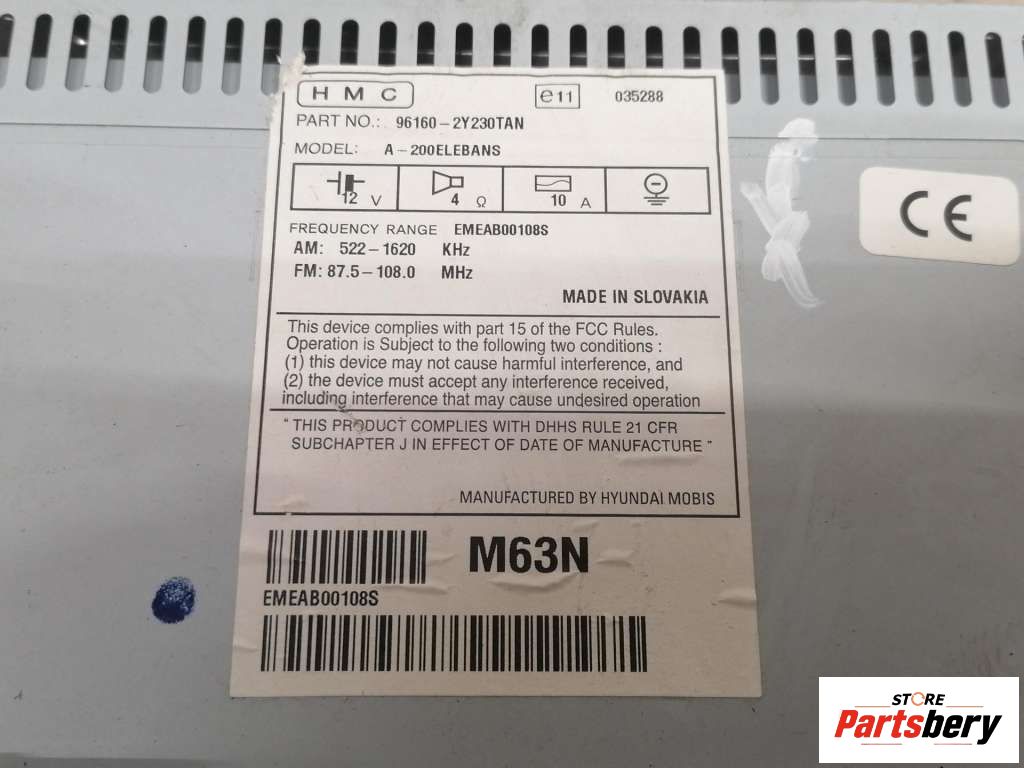 HMC e11 035288
PART NO.: 96160-2Y230TAN
MODEL: A-200ELEBANS
12 V 4 Ω 10 A
FREQUENCY RANGE EMEAB00108S
AM: 522-1620 KHz
FM: 87.5-108.0 MHz
MADE IN SLOVAKIA
This device complies with part 15 of the FCC Rules.
Operation is Subject to the following two conditions :
(1) this device may not cause harmful interference, and
(2) the device must accept any interference received,
including interference that may cause undesired operation
" THIS PRODUCT COMPLIES WITH DHHS RULE 21 CFR
SUBCHAPTER J IN EFFECT OF DATE OF MANUFACTURE "
MANUFACTURED BY HYUNDAI MOBIS
M63N
EMEAB00108S
CE
STORE
Partsbery